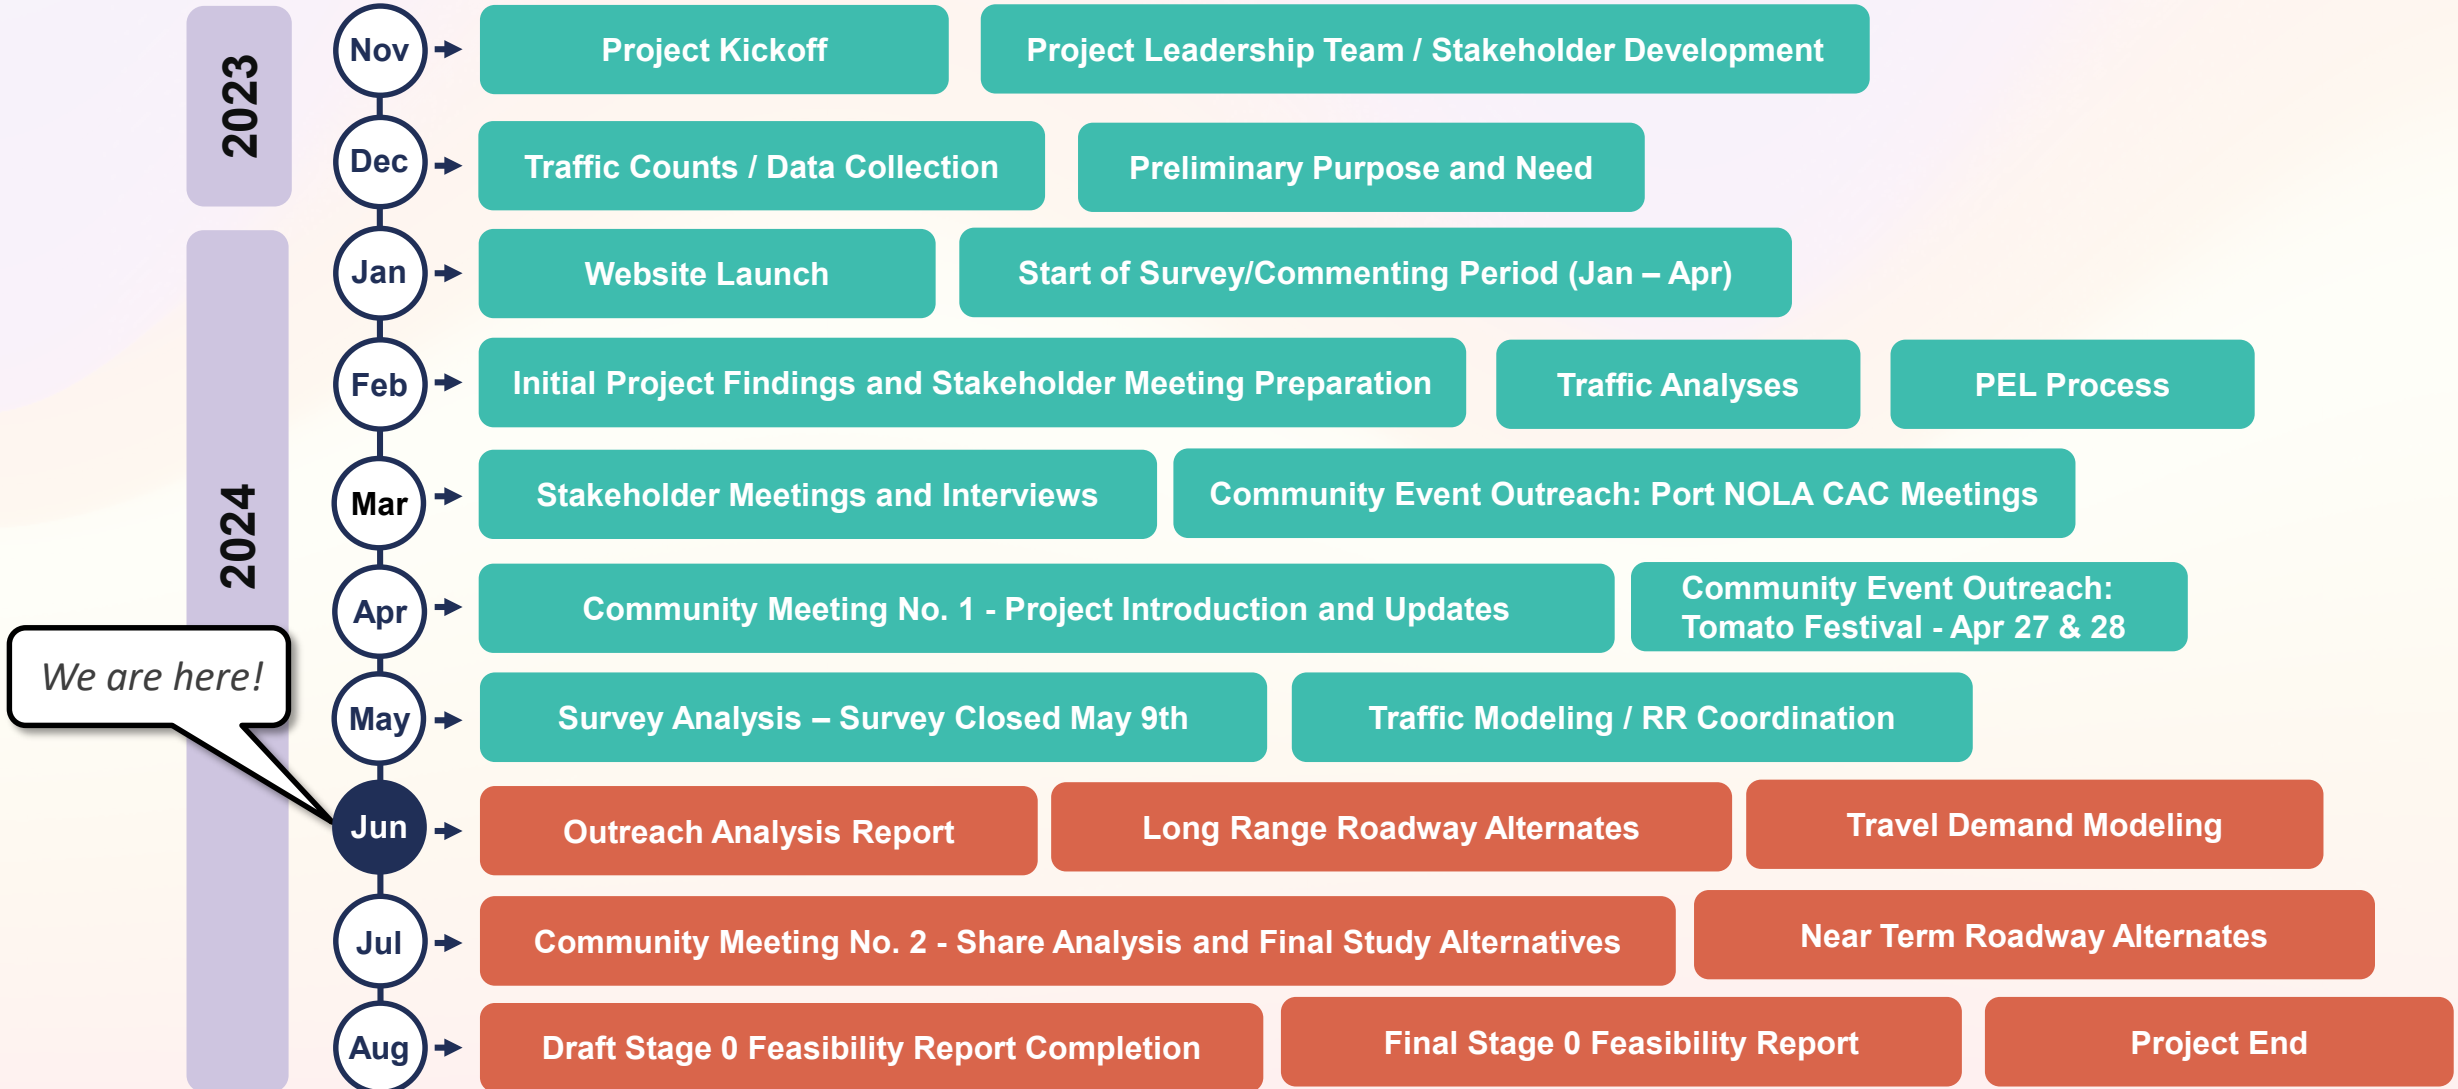 2023
Nov
Project Kickoff
Project Leadership Team / Stakeholder Development
Dec
Traffic Counts / Data Collection
Preliminary Purpose and Need
2024
Jan
Website Launch
Start of Survey/Commenting Period (Jan – Apr)
Feb
Initial Project Findings and Stakeholder Meeting Preparation
Traffic Analyses
PEL Process
Mar
Stakeholder Meetings and Interviews
Community Event Outreach: Port NOLA CAC Meetings
Apr
Community Meeting No. 1 - Project Introduction and Updates
Community Event Outreach:
Tomato Festival - Apr 27 & 28
We are here!
May
Survey Analysis – Survey Closed May 9th
Traffic Modeling / RR Coordination
Jun
Outreach Analysis Report
Long Range Roadway Alternates
Travel Demand Modeling
Jul
Community Meeting No. 2 - Share Analysis and Final Study Alternatives
Near Term Roadway Alternates
Aug
Draft Stage 0 Feasibility Report Completion
Final Stage 0 Feasibility Report
Project End